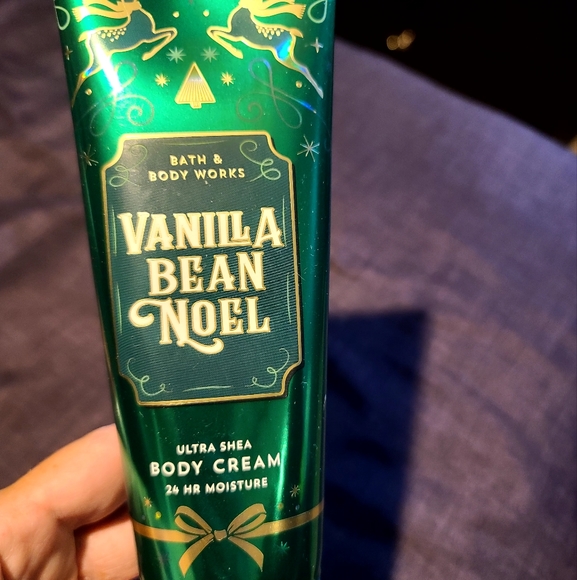 BATH &
BODY WORKS
VANILLA
BEAN
NOEL
ULTRA SHEA
BODY CREAM
24 HR MOISTURE